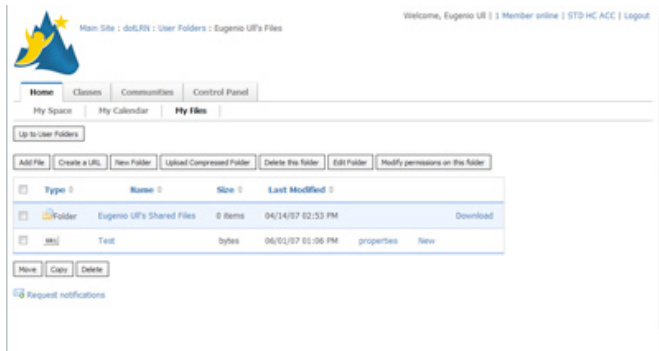 Main Site : dotLRN : User Folders : Eugenio Ull's Files
Welcome, Eugenio Ull | 1 Member online | STD HC ACC | Logout
Home Classes Communities Control Panel
My Space My Calendar My Files
Up to User Folders
Add File Create a URL New Folder Upload Compressed Folder Delete this folder Edit Folder Modify permissions on this folder
Type Name Size Last Modified
Folder Eugenio Ull's Shared Files 0 items 04/14/07 02:53 PM Download
URL Test bytes 06/01/07 01:06 PM properties New
Move Copy Delete
Request notifications